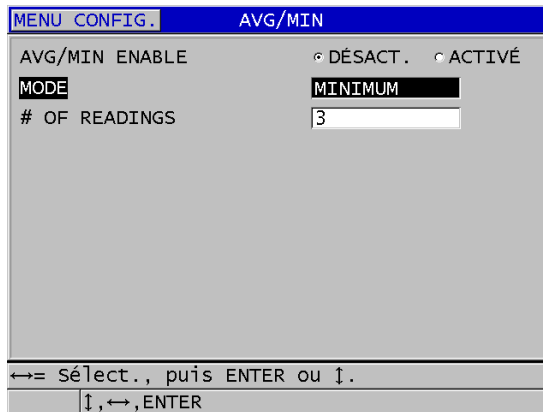 MENU CONFIG. AVG/MIN
AVG/MIN ENABLE DÉSACT. ACTIVÉ
MODE MINIMUM
# OF READINGS 3
↔= Sélect., puis ENTER ou ↕.
↕,↔,ENTER